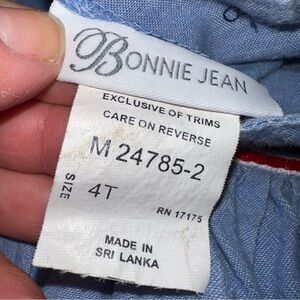 BONNIE JEAN
EXCLUSIVE OF TRIMS
CARE ON REVERSE
M 24785-2
SIZE
4T
RN 17175
MADE IN
SRI LANKA